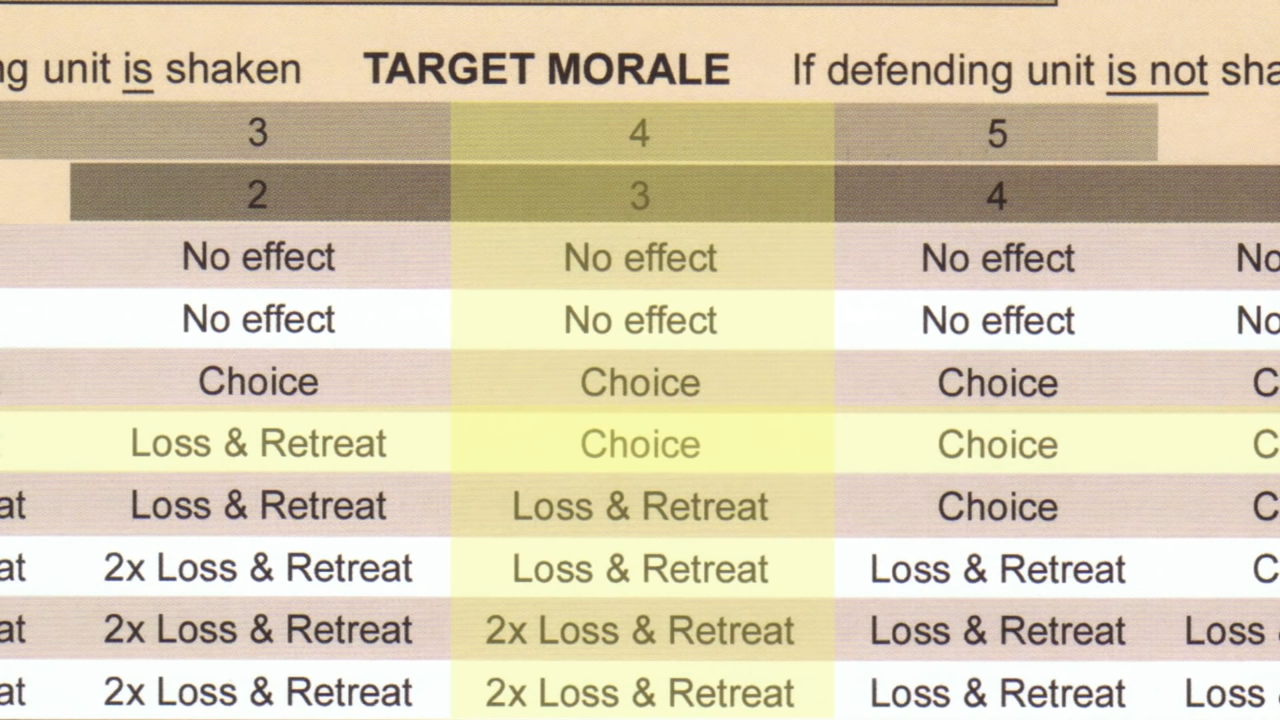 ng unit is shaken TARGET MORALE If defending unit is not sha
3 4 5
2 3 4
No effect No effect No effect No
No effect No effect No effect No
Choice Choice Choice C
Loss & Retreat Choice Choice C
at Loss & Retreat Loss & Retreat Choice C
at 2x Loss & Retreat Loss & Retreat Loss & Retreat C
at 2x Loss & Retreat 2x Loss & Retreat Loss & Retreat Loss
at 2x Loss & Retreat 2x Loss & Retreat Loss & Retreat Loss